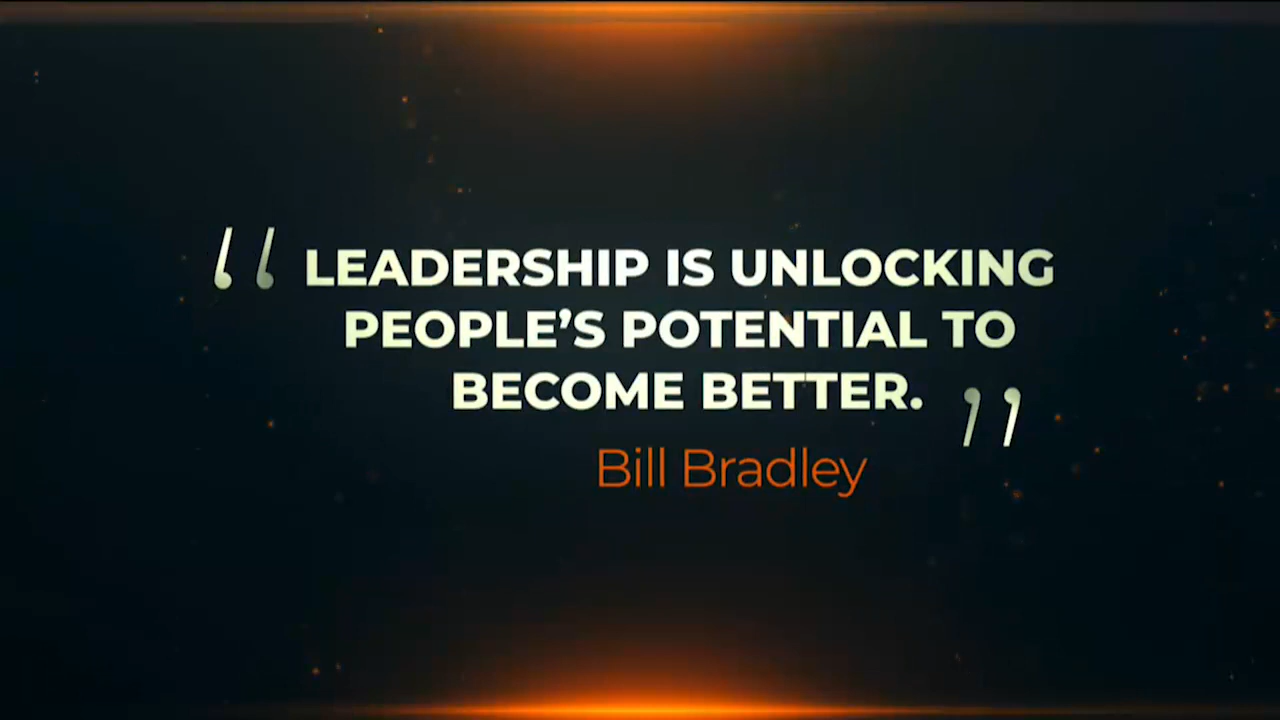 “ LEADERSHIP IS UNLOCKING
PEOPLE’S POTENTIAL TO
BECOME BETTER. ”
Bill Bradley